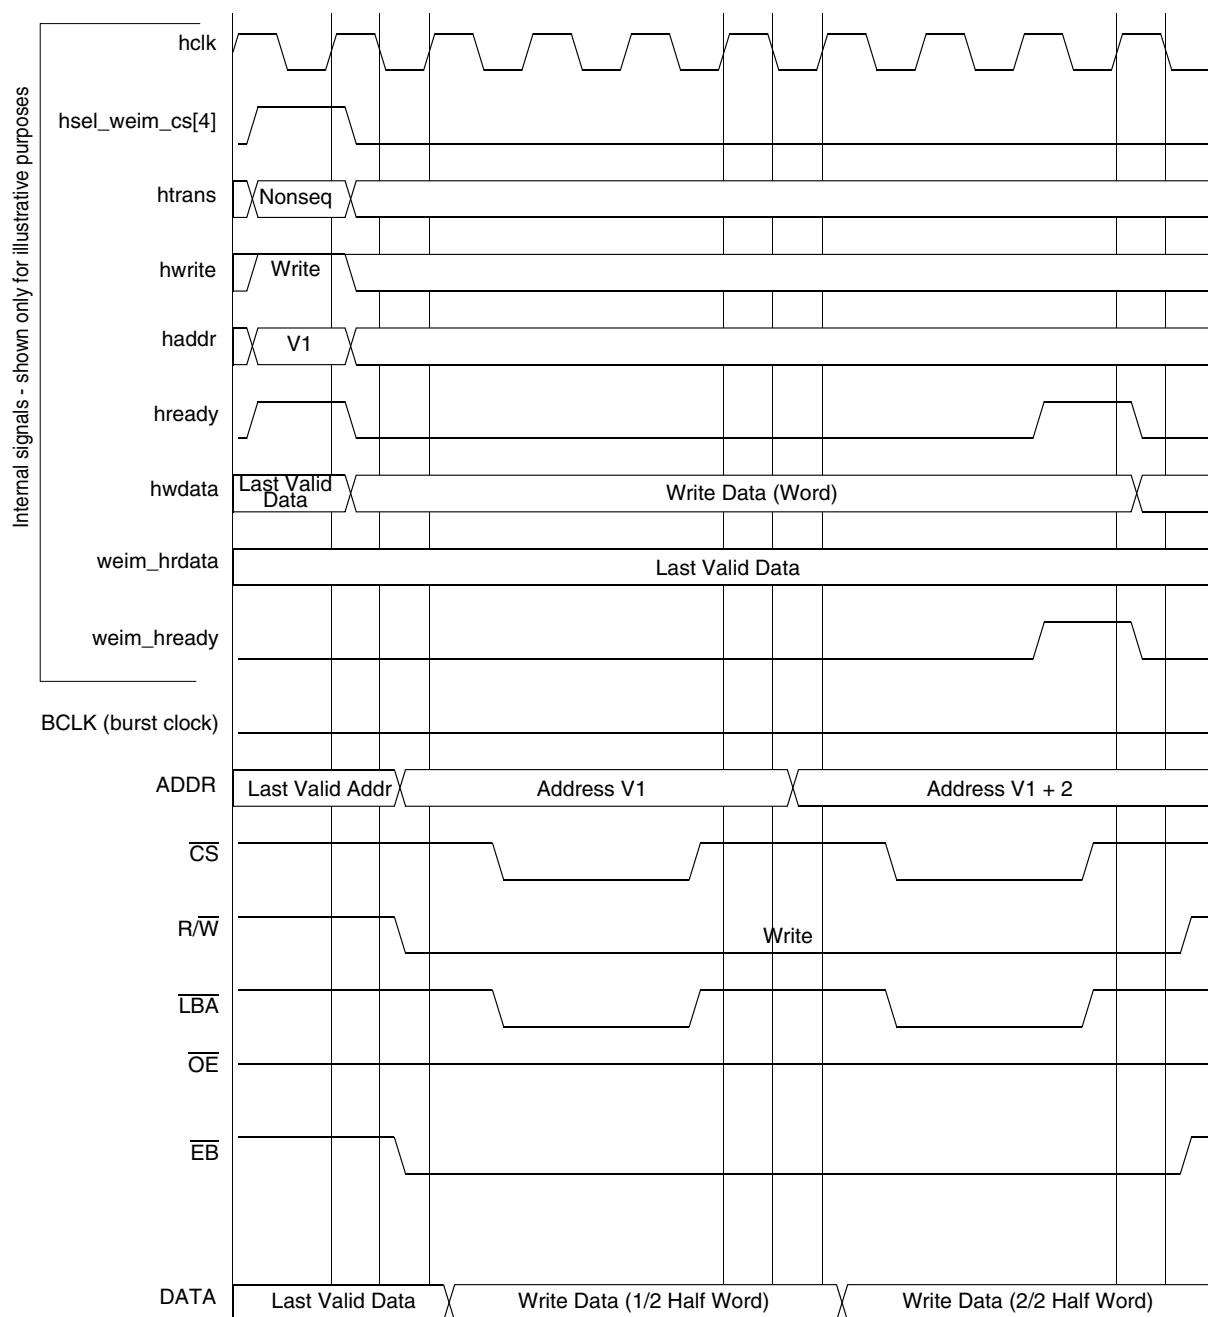 Internal signals - shown only for illustrative purposes
hclk
hsel_weim_cs[4]
htrans
Nonseq
hwrite
Write
haddr
V1
hready
hwdata
Last Valid
Data
Write Data (Word)
weim_hrdata
Last Valid Data
weim_hready
BCLK (burst clock)
ADDR
Last Valid Addr
Address V1
Address V1 + 2
CS
R/W
Write
LBA
OE
EB
DATA
Last Valid Data
Write Data (1/2 Half Word)
Write Data (2/2 Half Word)